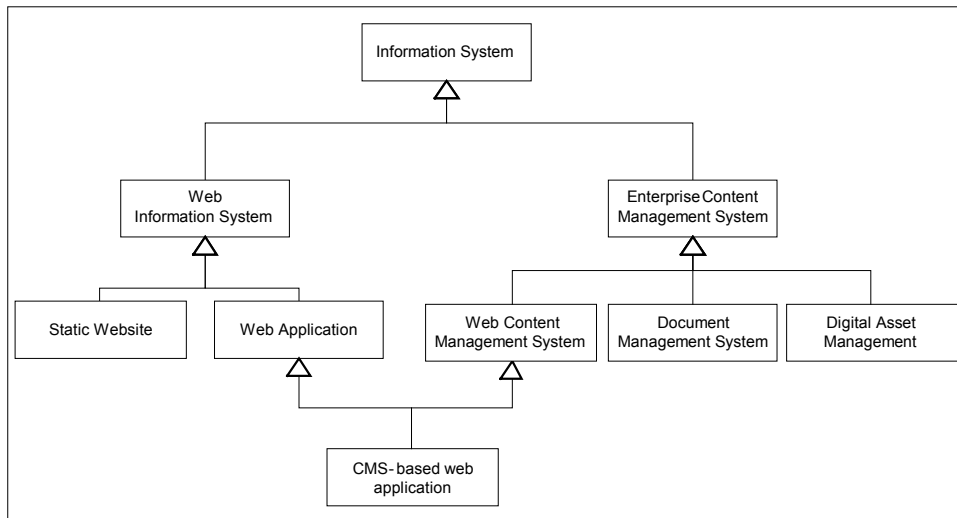 Information System
Web
Information System
Enterprise Content
Management System
Static Website
Web Application
Web Content
Management System
Document
Management System
Digital Asset
Management
CMS-based web
application